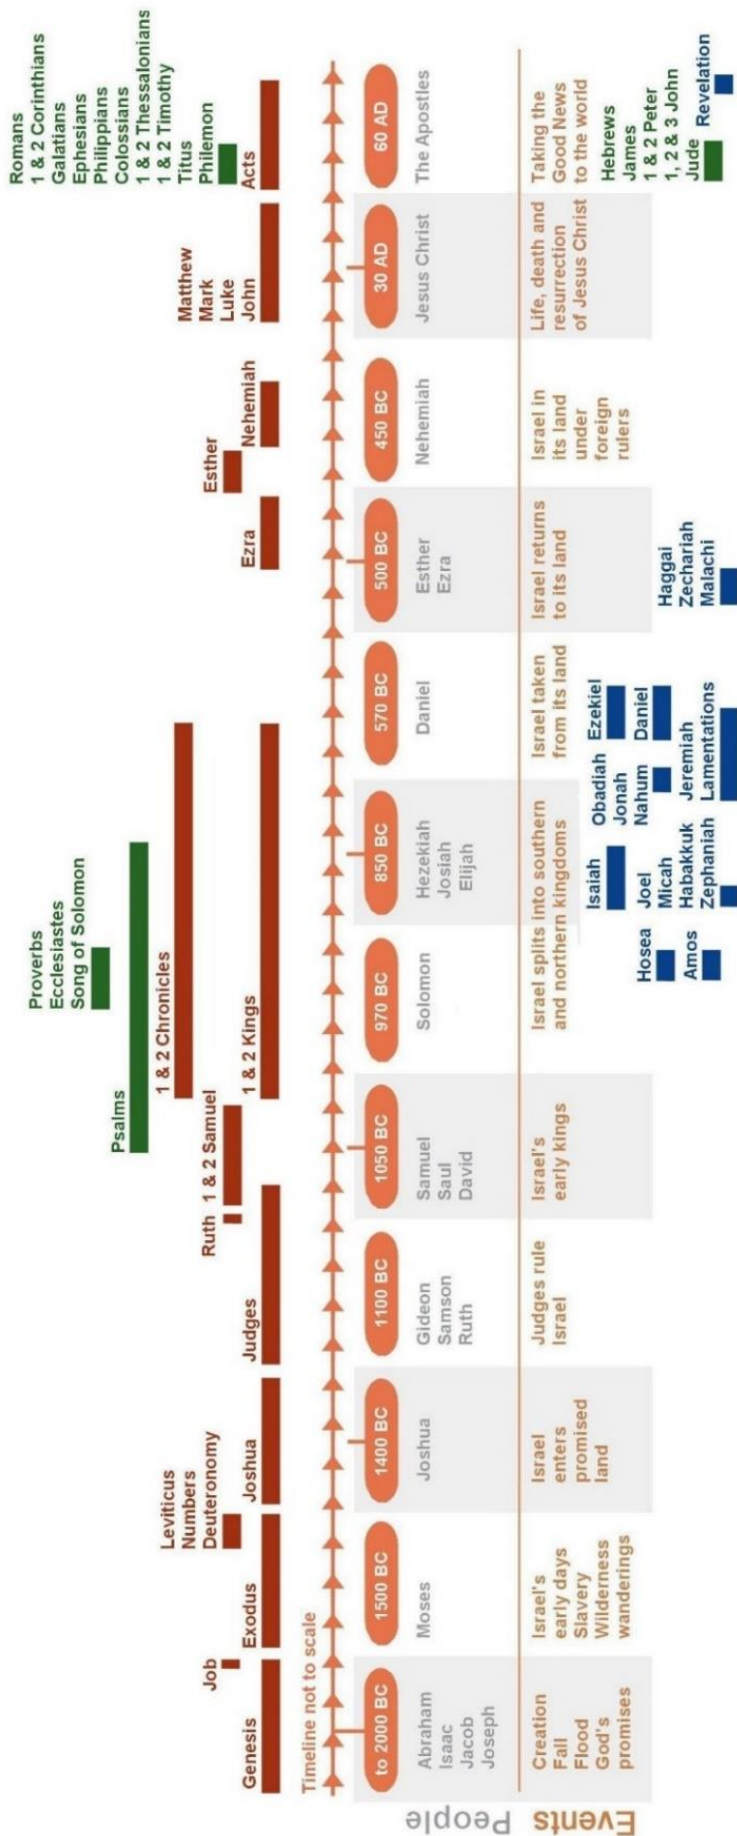 Romans
1 & 2 Corinthians
Galatians
Ephesians
Philippians
Colossians
1 & 2 Thessalonians
1 & 2 Timothy
Titus
Philemon
Proverbs
Ecclesiastes
Song of Solomon
Psalms
Matthew
Mark
Luke
John
Leviticus
Numbers
Deuteronomy
1 & 2 Chronicles
Job
Ruth
1 & 2 Samuel
Esther
Genesis
Exodus
Joshua
Judges
1 & 2 Kings
Ezra
Nehemiah
Acts
Timeline not to scale
to 2000 BC
1500 BC
1400 BC
1100 BC
1050 BC
970 BC
850 BC
570 BC
500 BC
450 BC
30 AD
60 AD
People
Abraham
Isaac
Jacob
Joseph
Moses
Joshua
Gideon
Samson
Ruth
Samuel
Saul
David
Solomon
Hezekiah
Josiah
Elijah
Daniel
Esther
Ezra
Nehemiah
Jesus Christ
The Apostles
Events
Creation
Fall
Flood
God's
promises
Israel's
early days
Slavery
Wilderness
wanderings
Israel
enters
promised
land
Judges rule
Israel
Israel's
early kings
Israel splits into southern
and northern kingdoms
Israel taken
from its land
Israel returns
to its land
Israel in
its land
under
foreign
rulers
Life, death and
resurrection
of Jesus Christ
Taking the
Good News
to the world
Hosea
Amos
Isaiah
Joel
Micah
Habakkuk
Zephaniah
Obadiah
Jonah
Nahum
Jeremiah
Lamentations
Ezekiel
Daniel
Haggai
Zechariah
Malachi
Hebrews
James
1 & 2 Peter
1, 2 & 3 John
Jude
Revelation